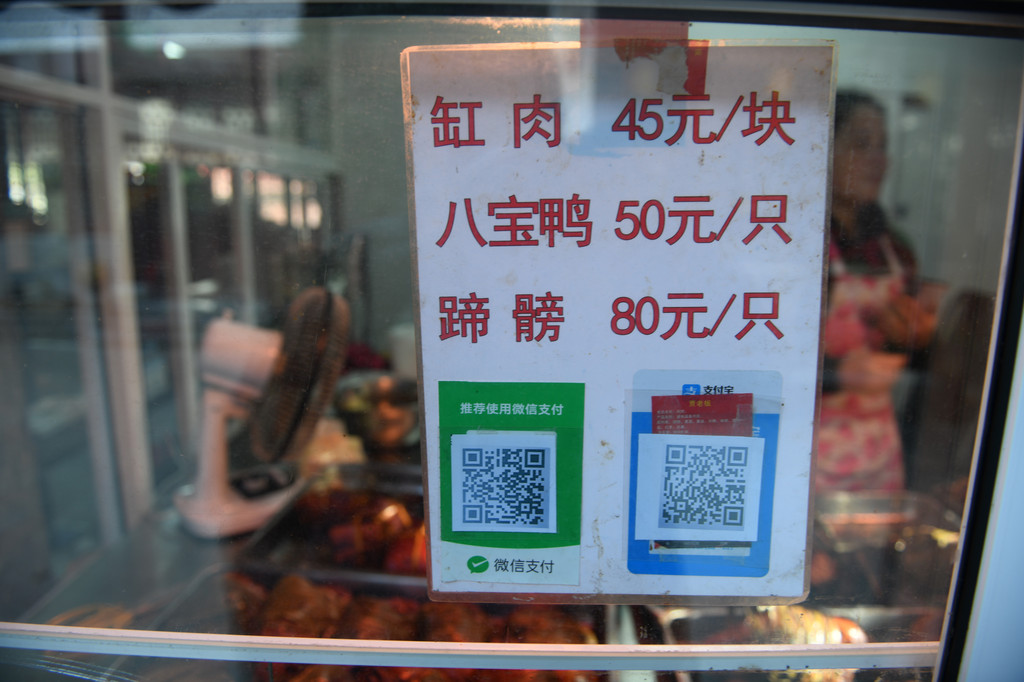 缸肉 45元/块
八宝鸭 50元/只
蹄髈 80元/只
推荐使用微信支付
支付宝
微信支付